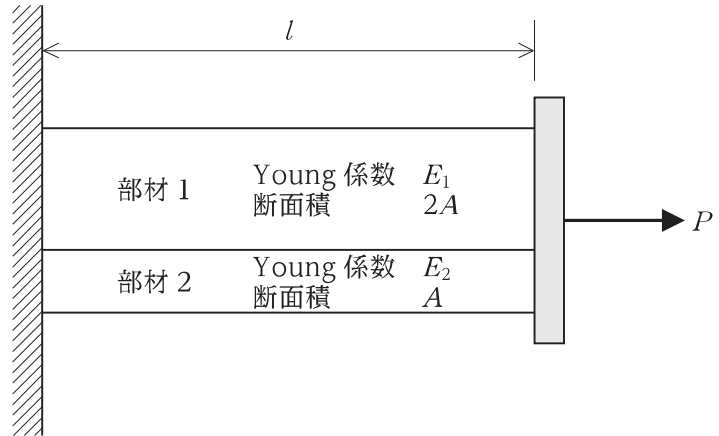 l
部材 1 Young 係数 E₁
断面積 2A
P
部材 2 Young 係数 E₂
断面積 A